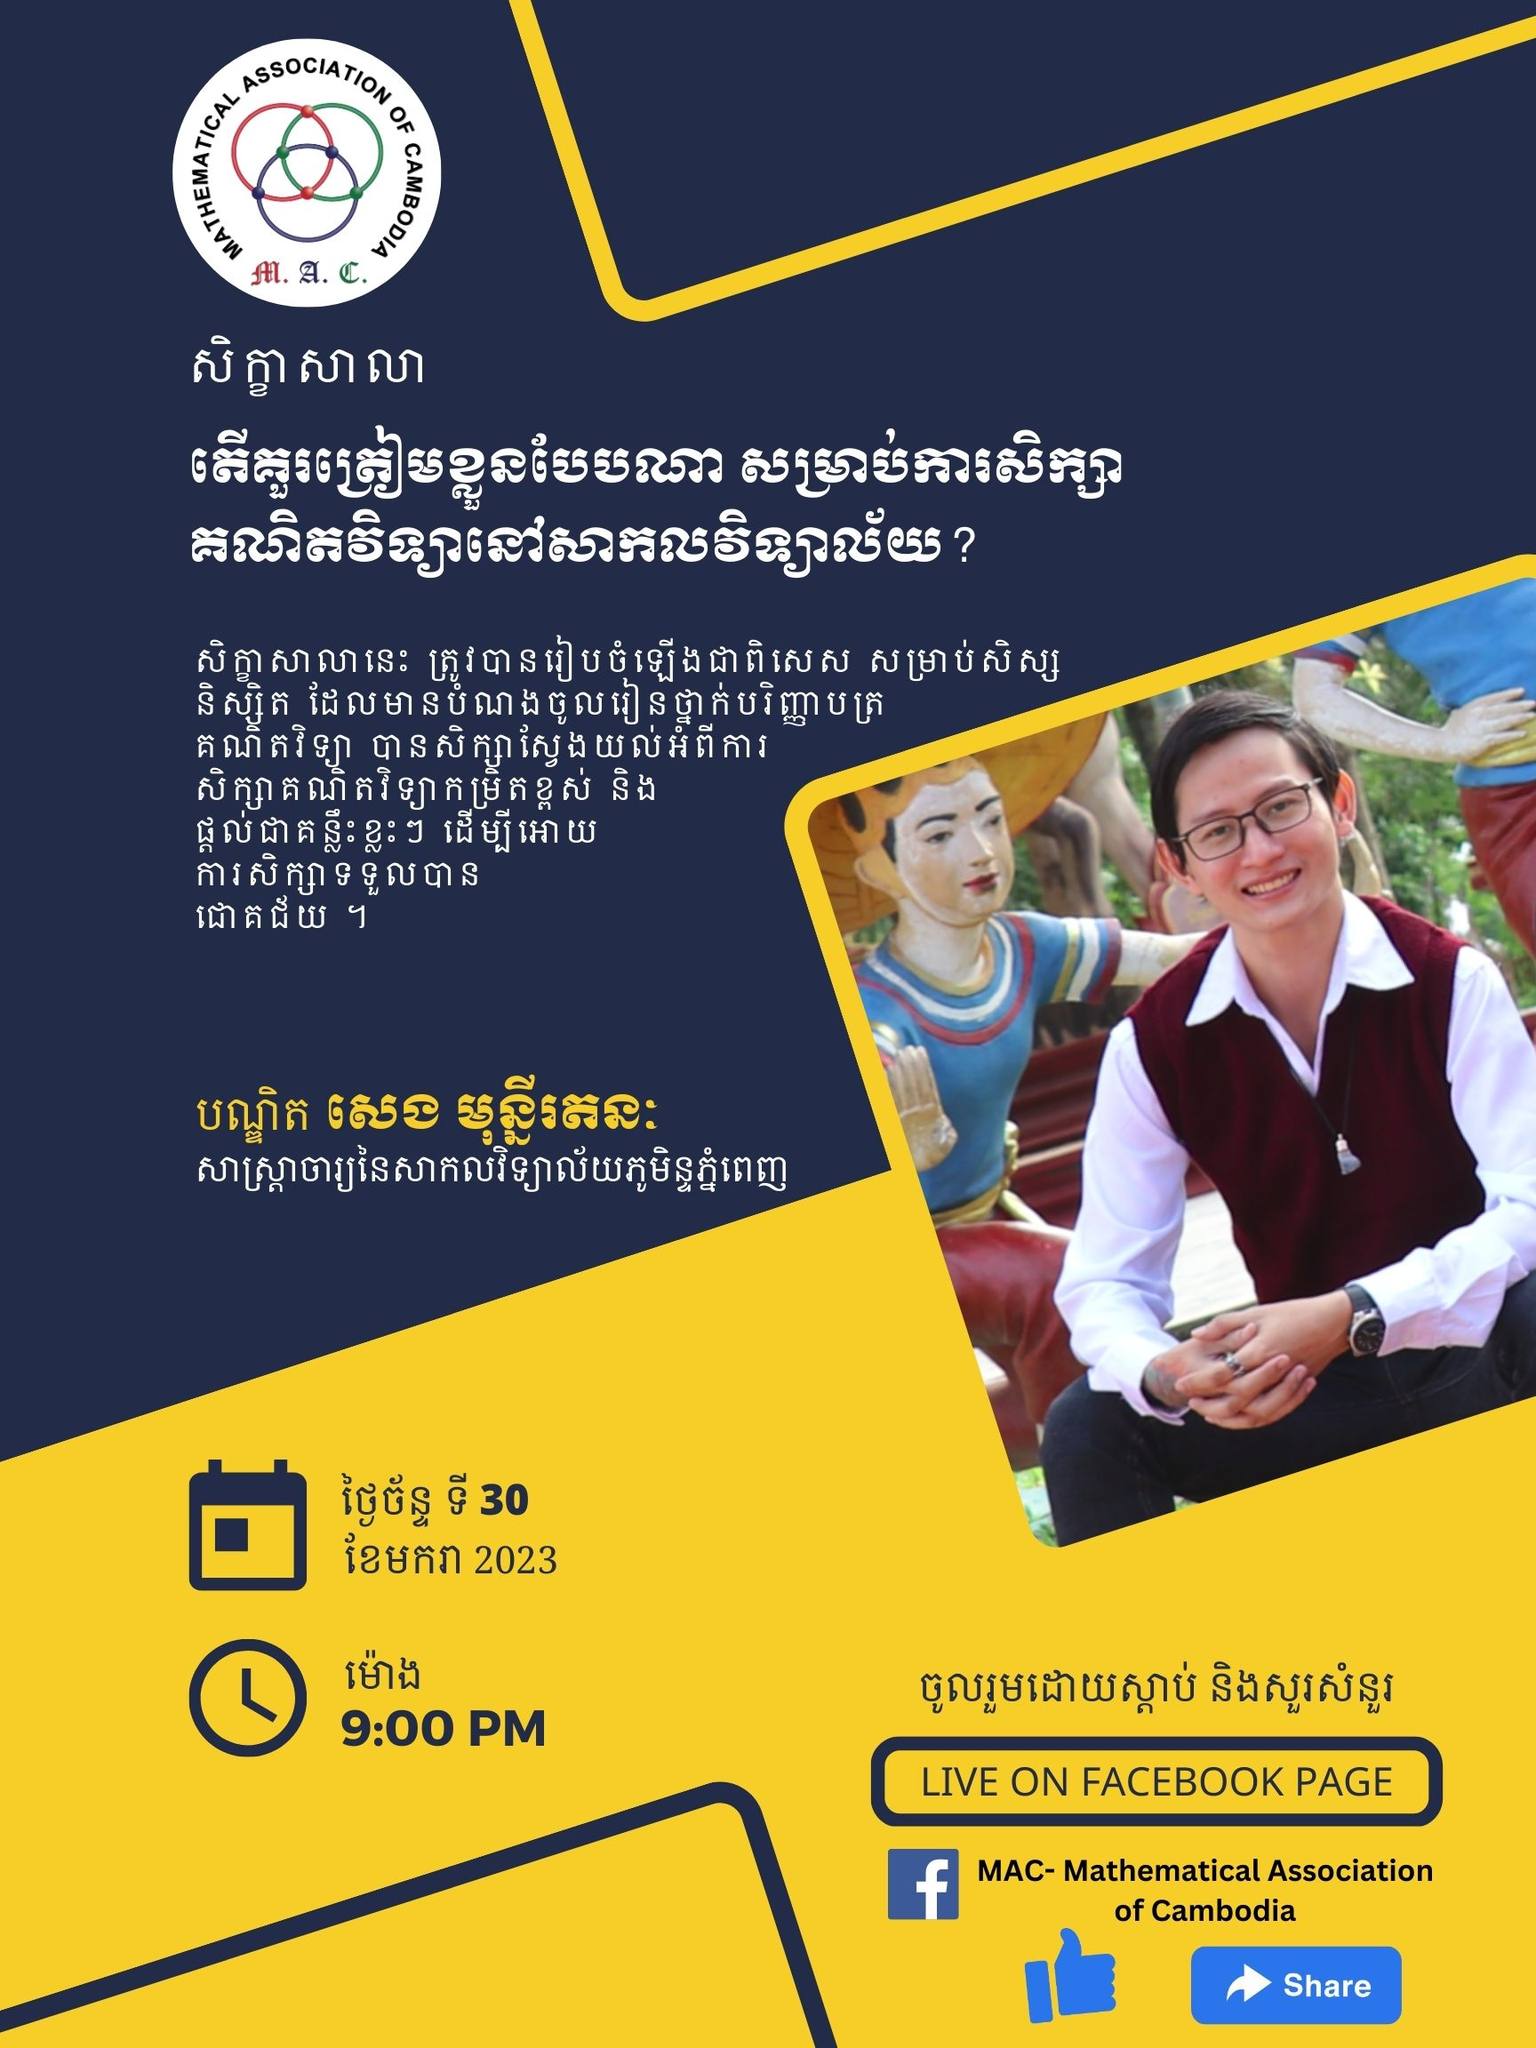 MATHEMATICAL ASSOCIATION OF CAMBODIA
M. A. C.
សិក្ខាសាលា
តើគួរត្រៀមខ្លួនបែបណា សម្រាប់ការសិក្សា
គណិតវិទ្យានៅសាកលវិទ្យាល័យ ?
សិក្ខាសាលានេះ ត្រូវបានរៀបចំឡើងជាពិសេស សម្រាប់សិស្ស
និស្សិត ដែលមានបំណងចូលរៀនថ្នាក់បរិញ្ញាបត្រ
គណិតវិទ្យា បានសិក្សាស្វែងយល់អំពីការ
សិក្សាគណិតវិទ្យាកម្រិតខ្ពស់ និង
ផ្តល់ជាគន្លឹះខ្លះៗ ដើម្បីអោយ
ការសិក្សាទទួលបាន
ជោគជ័យ ។
បណ្ឌិត សេង មុន្នីរតនៈ
សាស្ត្រាចារ្យនៃសាកលវិទ្យាល័យភូមិន្ទភ្នំពេញ
ថ្ងៃច័ន្ទ ទី 30
ខែមករា 2023
ម៉ោង
9:00 PM
ចូលរួមដោយស្តាប់ និងសួរសំនួរ
LIVE ON FACEBOOK PAGE
MAC- Mathematical Association
of Cambodia
Share